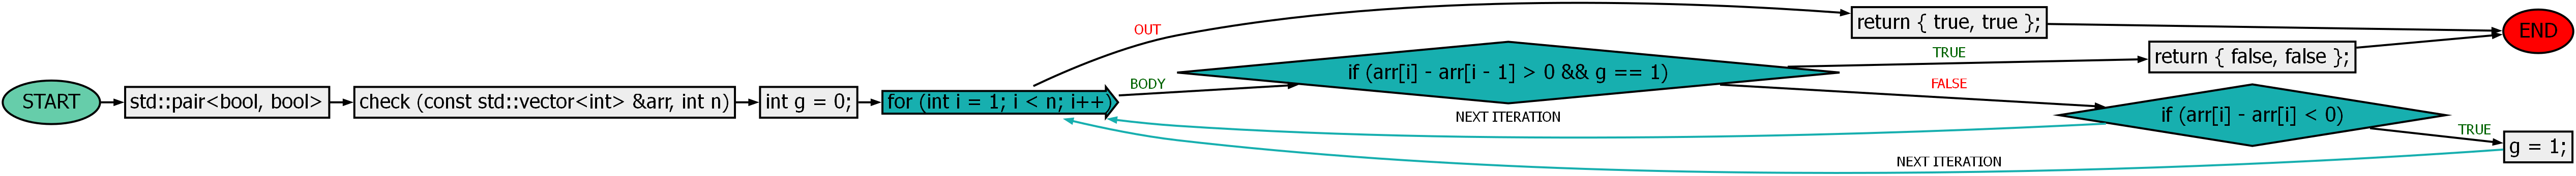 START
std::pair<bool, bool>
check (const std::vector<int> &arr, int n)
int g = 0;
for (int i = 1; i < n; i++)
OUT
return { true, true };
END
BODY
if (arr[i] - arr[i - 1] > 0 && g == 1)
TRUE
return { false, false };
FALSE
if (arr[i] - arr[i] < 0)
NEXT ITERATION
TRUE
g = 1;
NEXT ITERATION